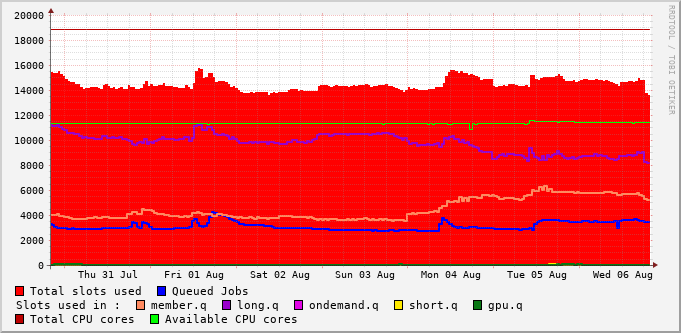 20000
18000
16000
14000
12000
10000
8000
6000
4000
2000
0
Thu 31 Jul Fri 01 Aug Sat 02 Aug Sun 03 Aug Mon 04 Aug Tue 05 Aug Wed 06 Aug
Total slots used Queued Jobs
Slots used in : member.q long.q ondemand.q short.q gpu.q
Total CPU cores Available CPU cores
RRDTOOL / TOBI OETIKER